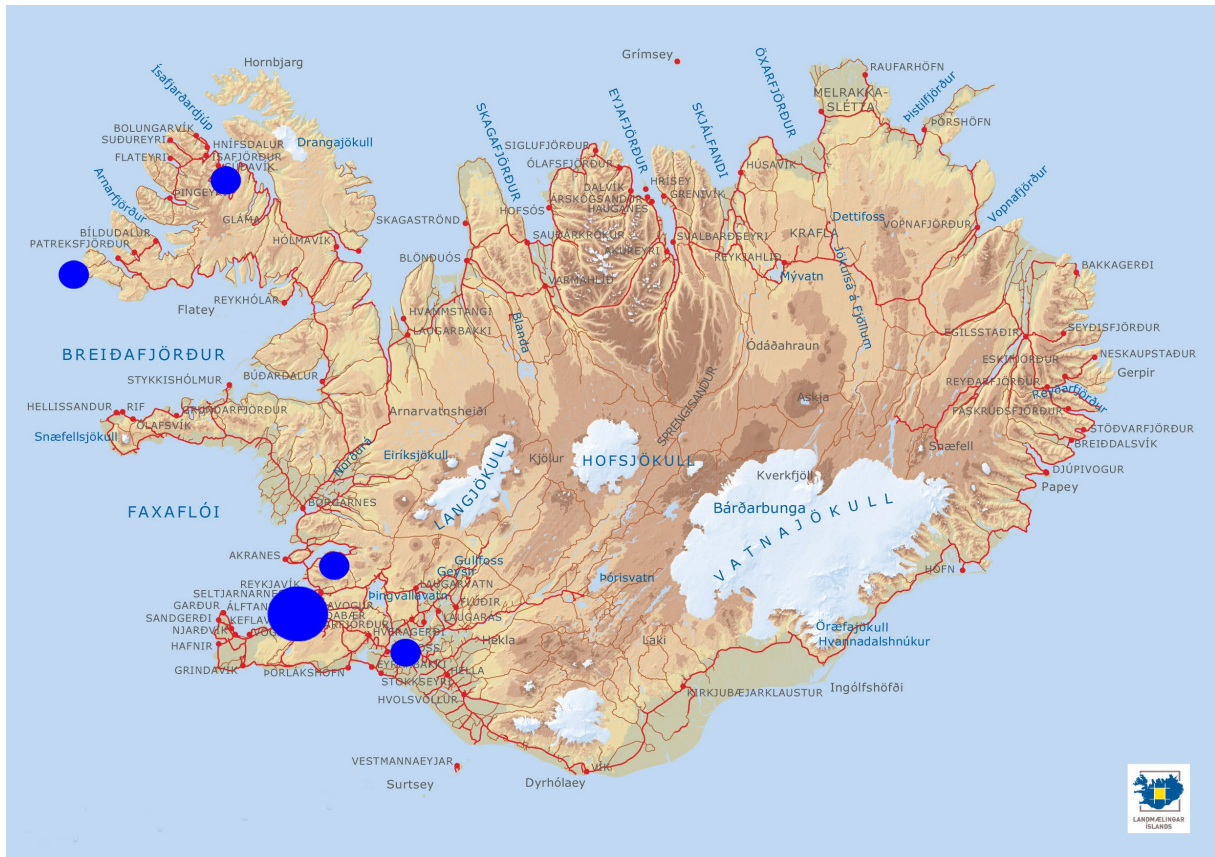 Grímsey
Hornbjarg
Ísafjarðardjúp
ÖXARFJÖRÐUR
RAUFARHÖFN
MELRAKKA-
SLÉTTA
Þistilfjörður
ÞÓRSHÖFN
BOLUNGARVÍK
SUÐUREYRI
HNÍFSDALUR
ÍSAFJÖRÐUR
FLATEYRI
Drangajökull
SKAGAFJÖRÐUR
EYJAFJÖRÐUR
SKJÁLFANDI
SIGLUFJÖRÐUR
ÓLAFSFJÖRÐUR
HÚSAVÍK
DALVÍK
HRÍSEY
ÁRSKÓGSANDUR
GRENIVÍK
HAUGANES
Arnarfjörður
GLÁMA
HOFSÓS
SKAGASTRÖND
Dettifoss
VOPNAFJÖRÐUR
Vopnafjörður
KRAFLA
BÍLDUDALUR
PATREKSFJÖRÐUR
HÓLMAVÍK
SAUÐÁRKRÓKUR
SVALBARÐSEYRI
AKUREYRI
REYKJAHLÍÐ
BLÖNDUÓS
Mývatn
BAKKAGERÐI
VARMAHLÍÐ
Jökulsá á Fjöllum
REYKHÓLAR
Flatey
HVAMMSTANGI
LAUGARBAKKI
Blanda
EGILSSTAÐIR
SEYÐISFJÖRÐUR
BREIÐAFJÖRÐUR
Ódáðahraun
ESKIFJÖRÐUR
NESKAUPSTAÐUR
Gerpir
STYKKISHÓLMUR
BÚÐARDALUR
REYÐARFJÖRÐUR
Reyðarfjörður
HELLISSANDUR
RIF
ÓLAFSVÍK
GRUNDARFJÖRÐUR
Arnarvatnsheiði
SPRENGISANDUR
Askja
FÁSKRÚÐSFJÖRÐUR
STÖÐVARFJÖRÐUR
BREIÐDALSVÍK
Snæfellsjökull
Norðurá
Eiríksjökull
Kjölur
HOFSJÖKULL
Snæfell
Kverkfjöll
DJÚPIVOGUR
Papey
LANGJÖKULL
BORGARNES
FAXAFLÓI
Bárðarbunga
VATNAJÖKULL
AKRANES
Gullfoss
Geysir
HÖFN
REYKJAVÍK
LAUGARVATN
Þórisvatn
Þingvallavatn
FLÚÐIR
LAUGARÁS
GARÐUR
SANDGERÐI
NJARÐVÍK
HVERAGERÐI
Öræfajökull
Hvannadalshnúkur
HAFNIR
Hekla
Laki
GRINDAVÍK
ÞORLÁKSHÖFN
STOKKSEYRI
HELLA
HVOLSVÖLLUR
KIRKJUBÆJARKLAUSTUR
Ingólfshöfði
VESTMANNAEYJAR
Surtsey
Dyrhólaey
VÍK
LANDMÆLINGAR
ÍSLANDS